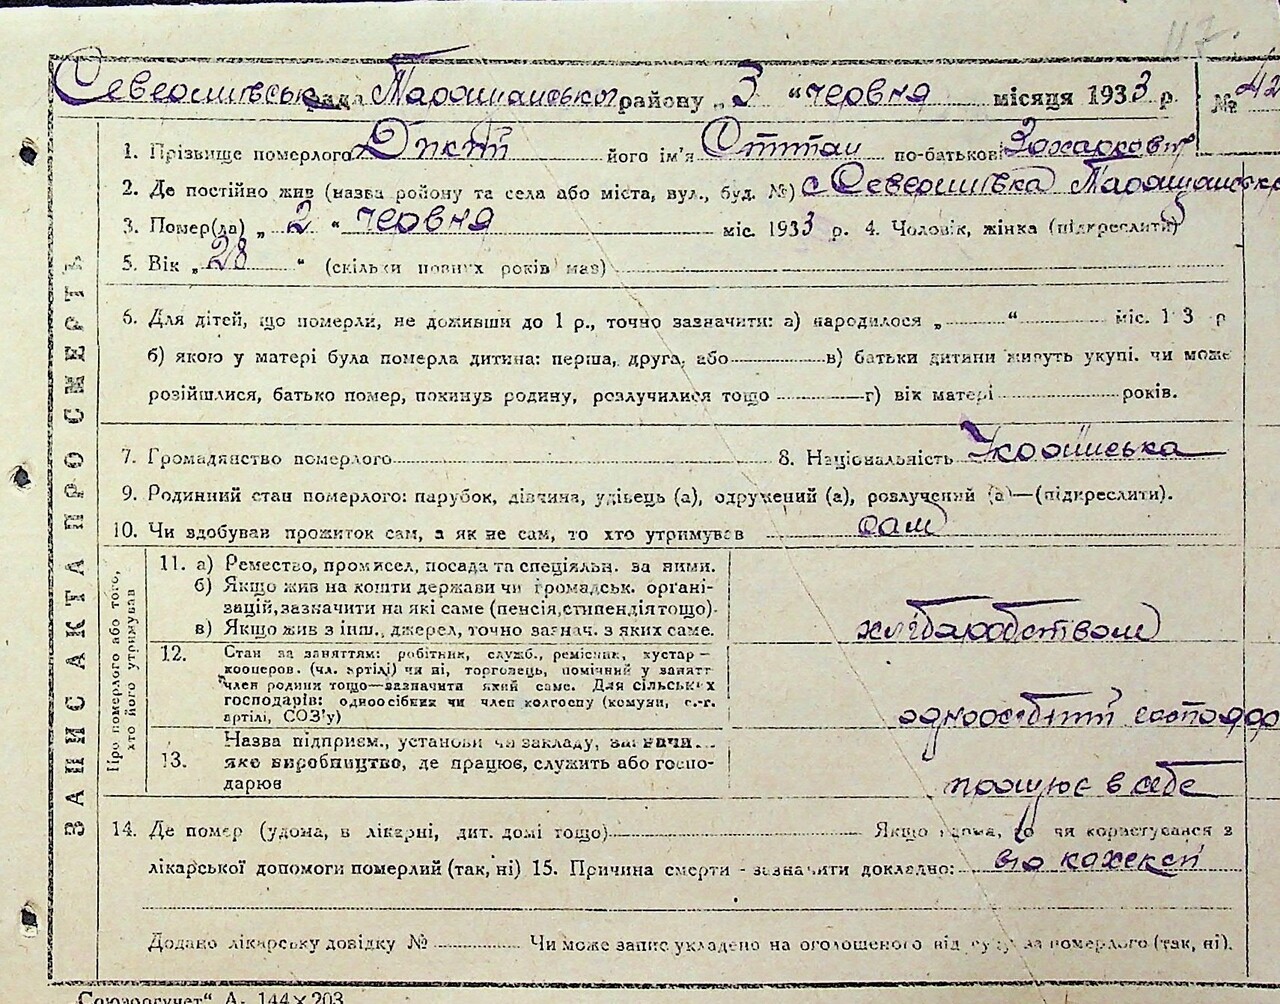 117.
рада Таращанської району „ 3 “ червня місяця 1933 р. № 42
1. Прізвище померлого його ім'я Степан по-батькові Захаркович
2. Де постійно жив (назва району та села або міста, вул., буд. №) с
3. Помер(ла) „ 2 “ червня міс. 1933 р. 4. Чоловік, жінка (підкреслити)
5. Вік „ 28 “ (скільки повних років мав)
6. Для дітей, що померли, не доживши до 1 р., точно зазначити: а) народилося „ “ міс. 1 3 р
б) якою у матері була померла дитина: перша, друга, або в) батьки дитини живуть укупі, чи може
розійшлися, батько помер, покинув родину, розлучилися тощо г) вік матері років.
7. Громадянство померлого 8. Національність Українська
9. Родинний стан померлого: парубок, дівчина, удівець (а), одружений (а), розлучений (а)—(підкреслити).
10. Чи здобував прожиток сам, а як не сам, то хто утримував сам
ЗАПИС АКТА ПРО СМЕРТЬ
Про померлого або того,
хто його утримував
11. а) Ремество, промисел, посада та спеціяльн. за ними.
б) Якщо жив на кошти держави чи громадськ. органі-
зацій, зазначити на які саме (пенсія, стипендія тощо).
в) Якщо жив з інш. джерел, точно зазнач. з яких саме.
хлібаробством
12. Стан за заняттям: робітник, служб., ремісник, кустар—
кооперов. (чл. артілі) чи ні, торговець, помічний у занятт
член родини тощо—зазначити який саме. Для сільських
господарів: одноосібник чи член колгоспу (комуни, с.-г.
артілі, СОЗ'у)
одноосібний господар
13. Назва підприєм., установи чи закладу, зазначи...
яке виробництво, де працює, служить або госпо-
дарює
працює в себе
14. Де помер (удома, в лікарні, дит. домі тощо) Якщо вдома, то чи користувався з
лікарської допомоги померлий (так, ні) 15. Причина смерти - зазначити докладно: від кахексії
Додано лікарську довідку № Чи може запис укладено на оголошеного від суду за померлого (так, ні).
„Союзоргучет“ А- 144×203